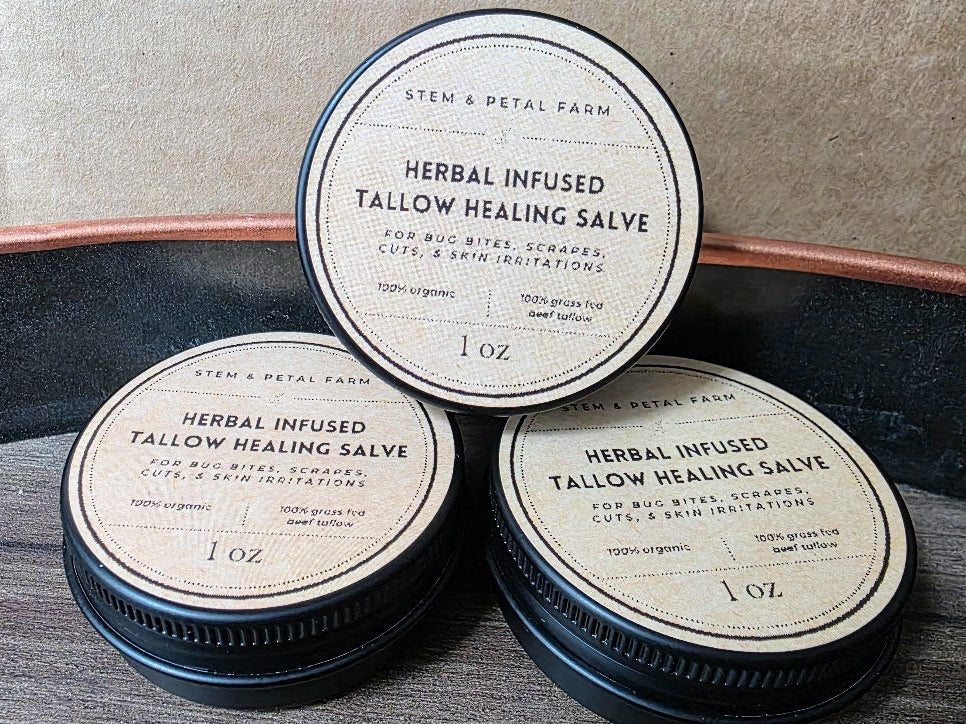 STEM & PETAL FARM
HERBAL INFUSED
TALLOW HEALING SALVE
FOR BUG BITES, SCRAPES,
CUTS, & SKIN IRRITATIONS
100% organic
100% grass fed
beef tallow
1 oz
STEM & PETAL FARM
HERBAL INFUSED
TALLOW HEALING SALVE
FOR BUG BITES, SCRAPES,
CUTS, & SKIN IRRITATIONS
100% organic
100% grass fed
beef tallow
1 oz
STEM & PETAL FARM
HERBAL INFUSED
TALLOW HEALING SALVE
FOR BUG BITES, SCRAPES,
CUTS, & SKIN IRRITATIONS
100% organic
100% grass fed
beef tallow
1 oz